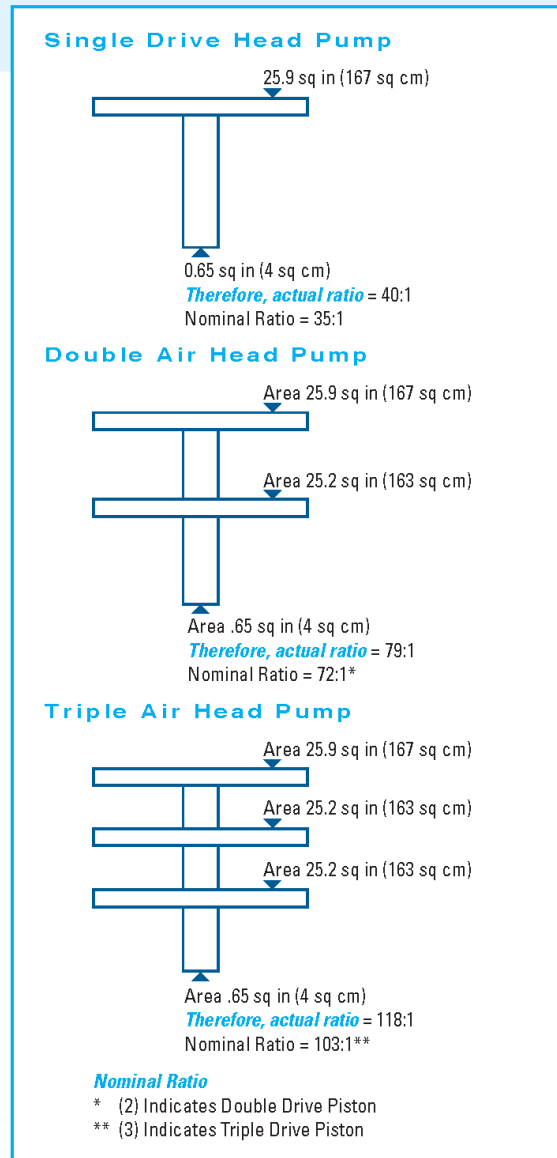 Single Drive Head Pump
25.9 sq in (167 sq cm)
0.65 sq in (4 sq cm)
Therefore, actual ratio = 40:1
Nominal Ratio = 35:1
Double Air Head Pump
Area 25.9 sq in (167 sq cm)
Area 25.2 sq in (163 sq cm)
Area .65 sq in (4 sq cm)
Therefore, actual ratio = 79:1
Nominal Ratio = 72:1*
Triple Air Head Pump
Area 25.9 sq in (167 sq cm)
Area 25.2 sq in (163 sq cm)
Area 25.2 sq in (163 sq cm)
Area .65 sq in (4 sq cm)
Therefore, actual ratio = 118:1
Nominal Ratio = 103:1**
Nominal Ratio
* (2) Indicates Double Drive Piston
** (3) Indicates Triple Drive Piston